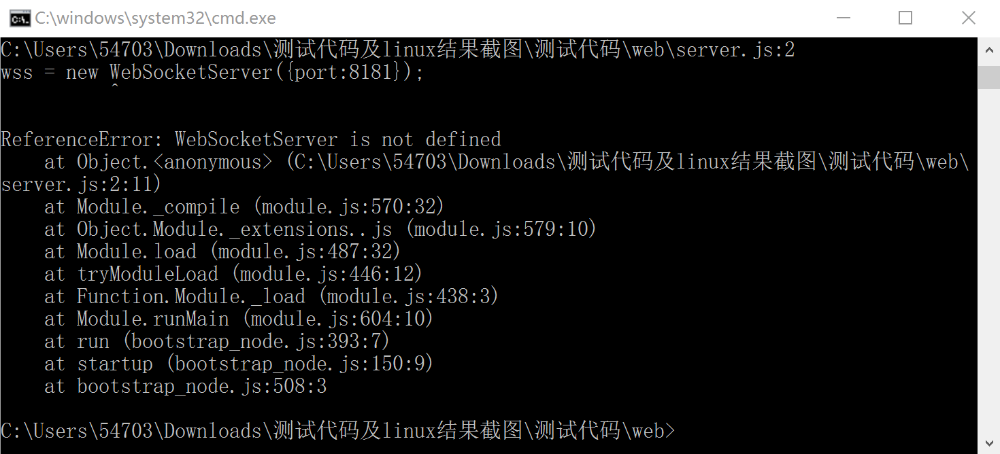 C:\windows\system32\cmd.exe
C:\Users\54703\Downloads\测试代码及linux结果截图\测试代码\web\server.js:2
wss = new WebSocketServer({port:8181});
          ^
ReferenceError: WebSocketServer is not defined
    at Object.<anonymous> (C:\Users\54703\Downloads\测试代码及linux结果截图\测试代码\web\
server.js:2:11)
    at Module._compile (module.js:570:32)
    at Object.Module._extensions..js (module.js:579:10)
    at Module.load (module.js:487:32)
    at tryModuleLoad (module.js:446:12)
    at Function.Module._load (module.js:438:3)
    at Module.runMain (module.js:604:10)
    at run (bootstrap_node.js:393:7)
    at startup (bootstrap_node.js:150:9)
    at bootstrap_node.js:508:3
C:\Users\54703\Downloads\测试代码及linux结果截图\测试代码\web>